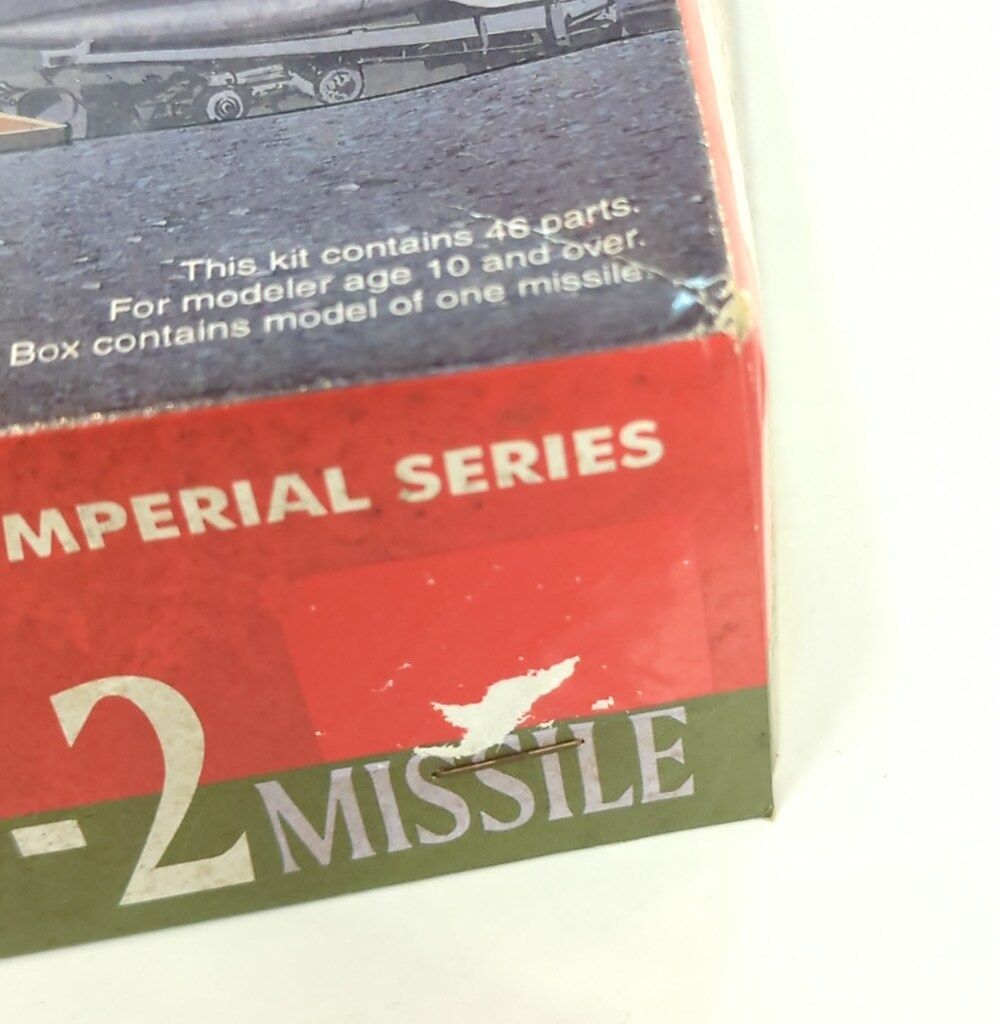 This kit contains 46 parts.
For modeler age 10 and over.
Box contains model of one missile.
IMPERIAL SERIES
-2 MISSILE